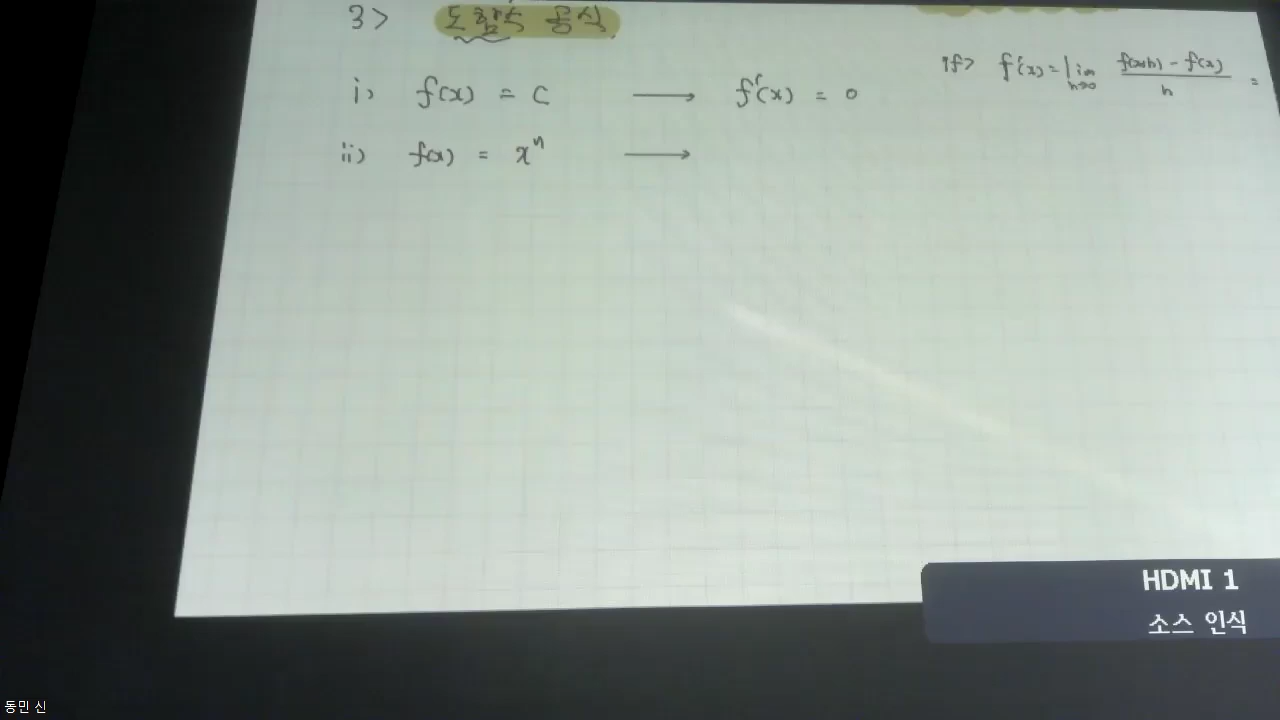 3> 도함수 공식
i) f(x) = C ⟶ f'(x) = 0
if> f'(x) = lim h→0 f(x+h) - f(x) / h =
ii) f(x) = xⁿ ⟶
HDMI 1
소스 인식
동민 신